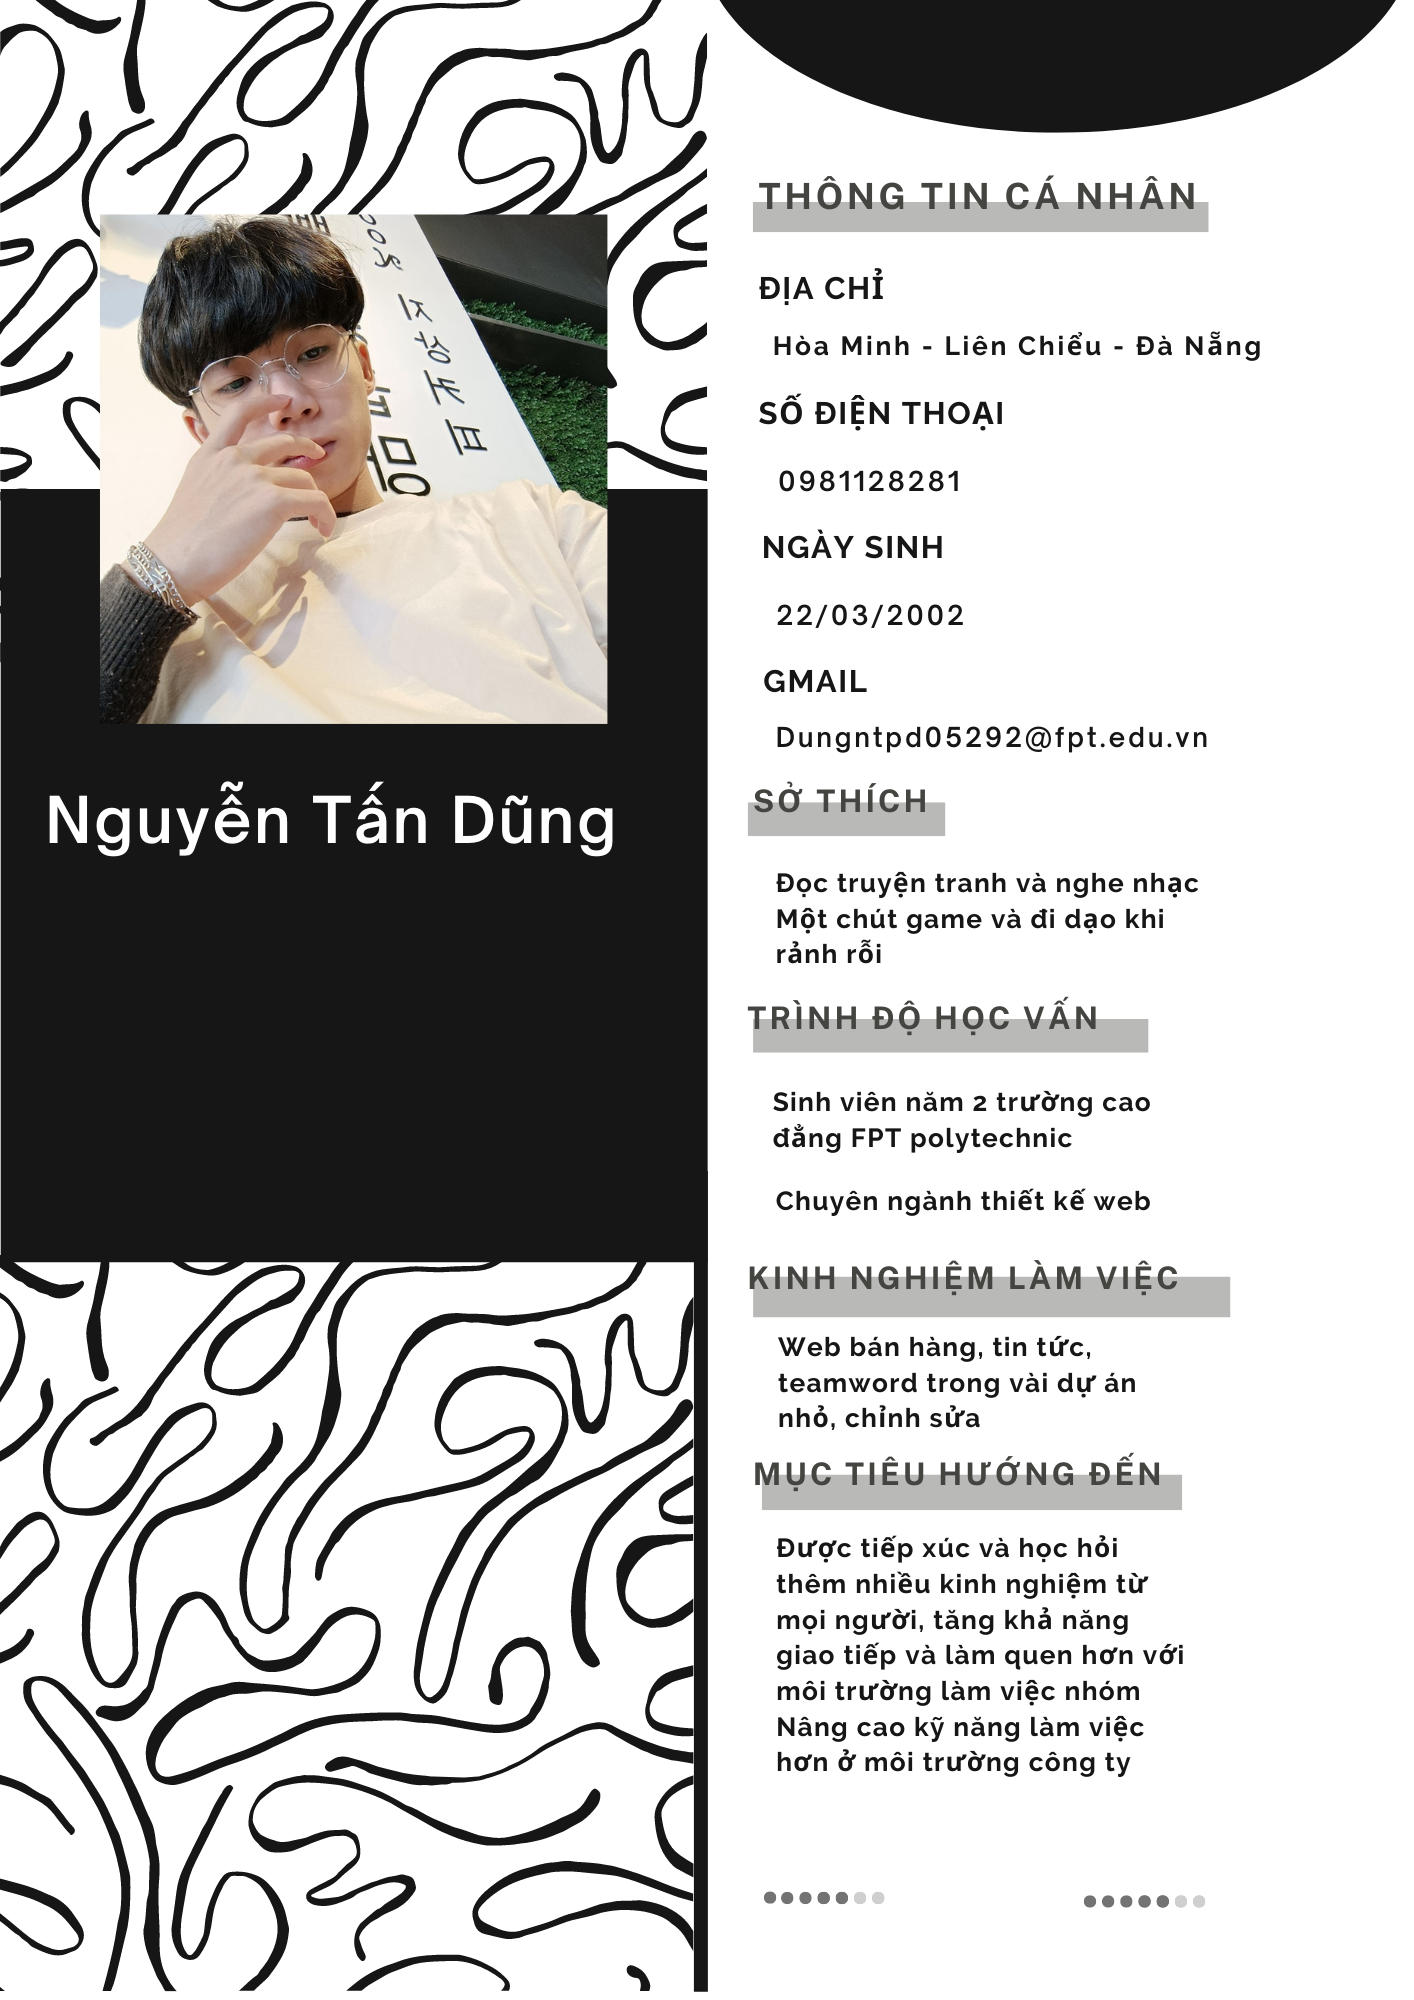 Nguyễn Tấn Dũng
THÔNG TIN CÁ NHÂN
ĐỊA CHỈ
Hòa Minh - Liên Chiểu - Đà Nẵng
SỐ ĐIỆN THOẠI
0981128281
NGÀY SINH
22/03/2002
GMAIL
Dungntpd05292@fpt.edu.vn
SỞ THÍCH
Đọc truyện tranh và nghe nhạc
Một chút game và đi dạo khi
rảnh rỗi
TRÌNH ĐỘ HỌC VẤN
Sinh viên năm 2 trường cao
đẳng FPT polytechnic
Chuyên ngành thiết kế web
KINH NGHIỆM LÀM VIỆC
Web bán hàng, tin tức,
teamword trong vài dự án
nhỏ, chỉnh sửa
MỤC TIÊU HƯỚNG ĐẾN
Được tiếp xúc và học hỏi
thêm nhiều kinh nghiệm từ
mọi người, tăng khả năng
giao tiếp và làm quen hơn với
môi trường làm việc nhóm
Nâng cao kỹ năng làm việc
hơn ở môi trường công ty